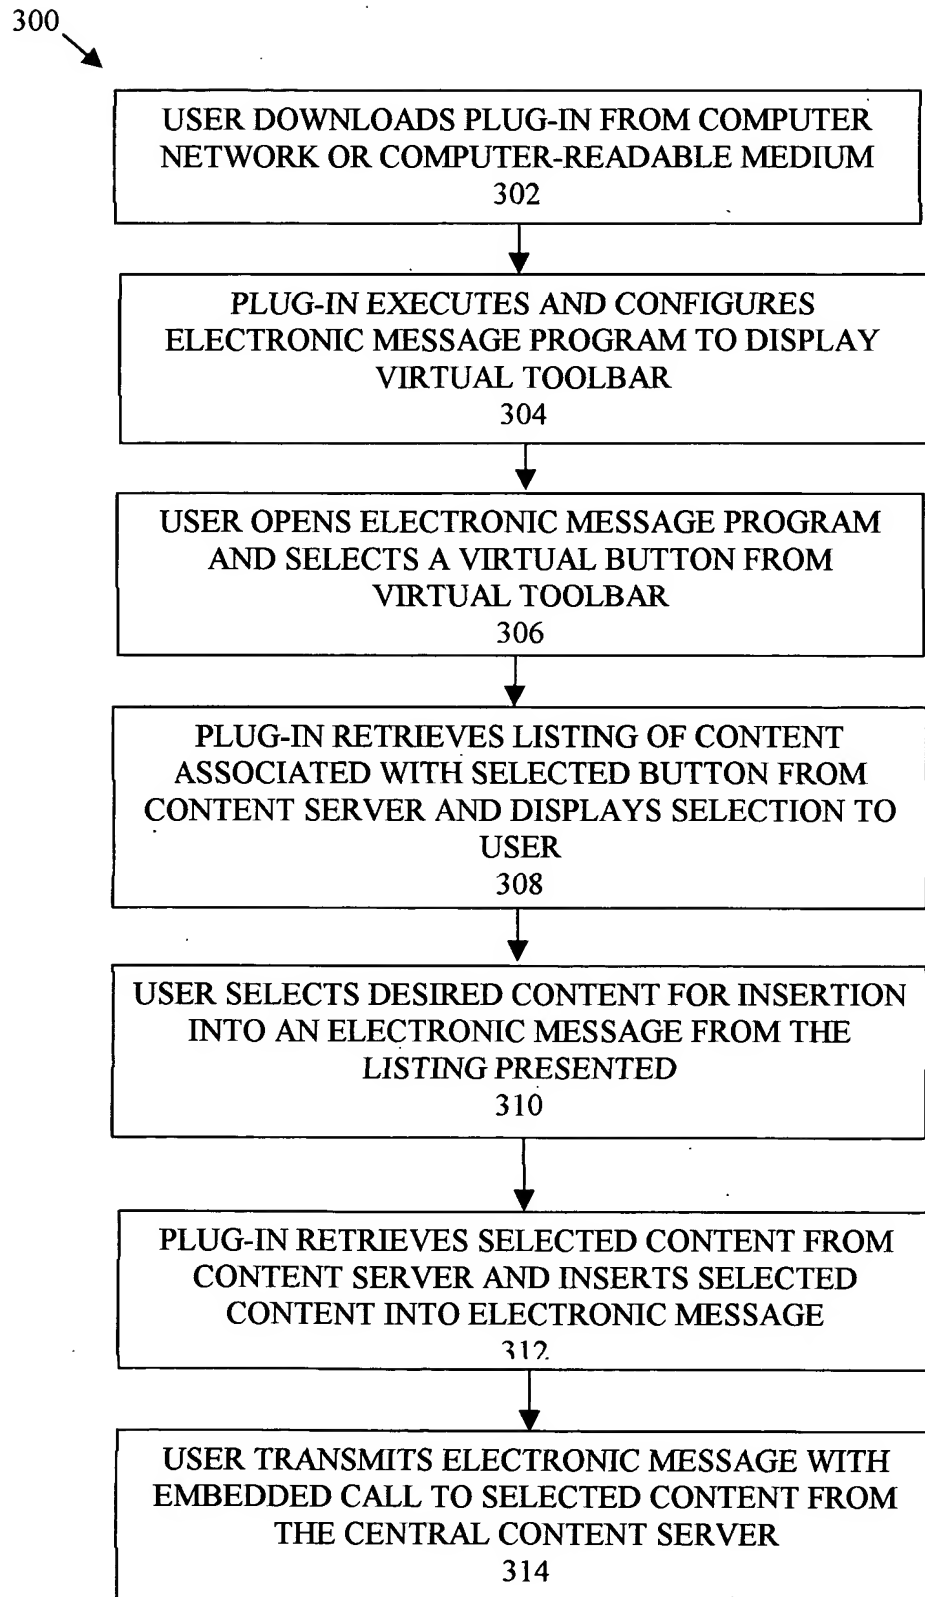 300
USER DOWNLOADS PLUG-IN FROM COMPUTER
NETWORK OR COMPUTER-READABLE MEDIUM
302
PLUG-IN EXECUTES AND CONFIGURES
ELECTRONIC MESSAGE PROGRAM TO DISPLAY
VIRTUAL TOOLBAR
304
USER OPENS ELECTRONIC MESSAGE PROGRAM
AND SELECTS A VIRTUAL BUTTON FROM
VIRTUAL TOOLBAR
306
PLUG-IN RETRIEVES LISTING OF CONTENT
ASSOCIATED WITH SELECTED BUTTON FROM
CONTENT SERVER AND DISPLAYS SELECTION TO
USER
308
USER SELECTS DESIRED CONTENT FOR INSERTION
INTO AN ELECTRONIC MESSAGE FROM THE
LISTING PRESENTED
310
PLUG-IN RETRIEVES SELECTED CONTENT FROM
CONTENT SERVER AND INSERTS SELECTED
CONTENT INTO ELECTRONIC MESSAGE
312
USER TRANSMITS ELECTRONIC MESSAGE WITH
EMBEDDED CALL TO SELECTED CONTENT FROM
THE CENTRAL CONTENT SERVER
314